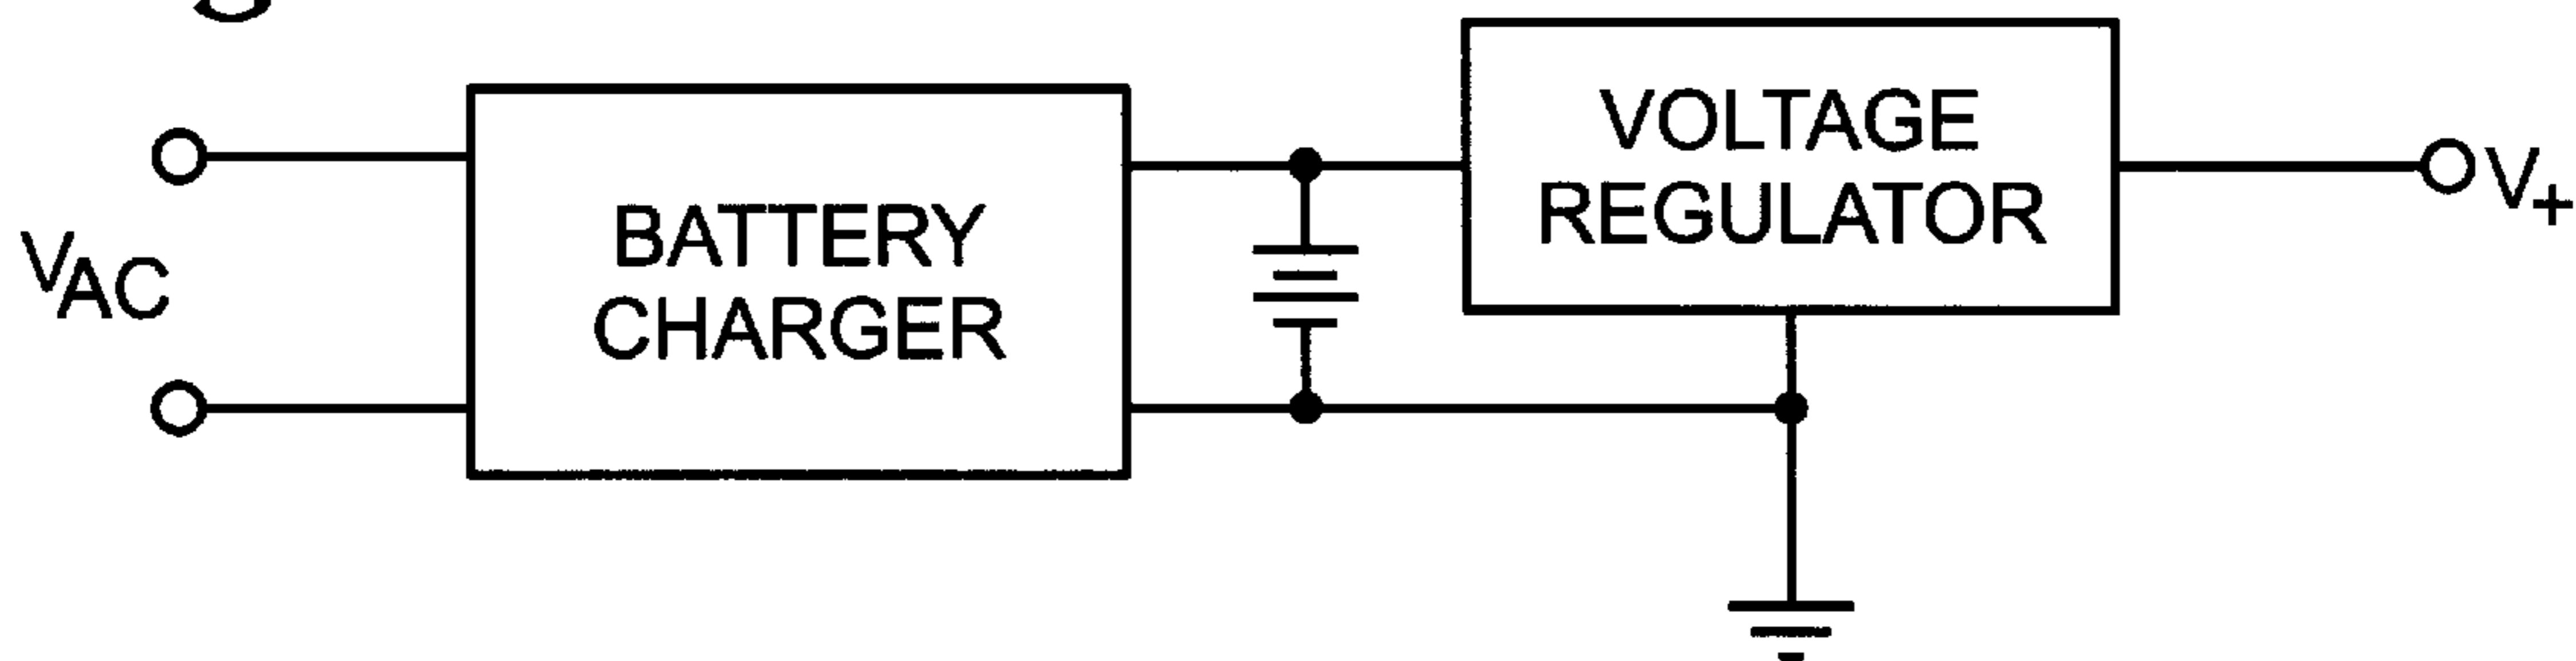 VOLTAGE
REGULATOR
BATTERY
CHARGER
VAC
V+